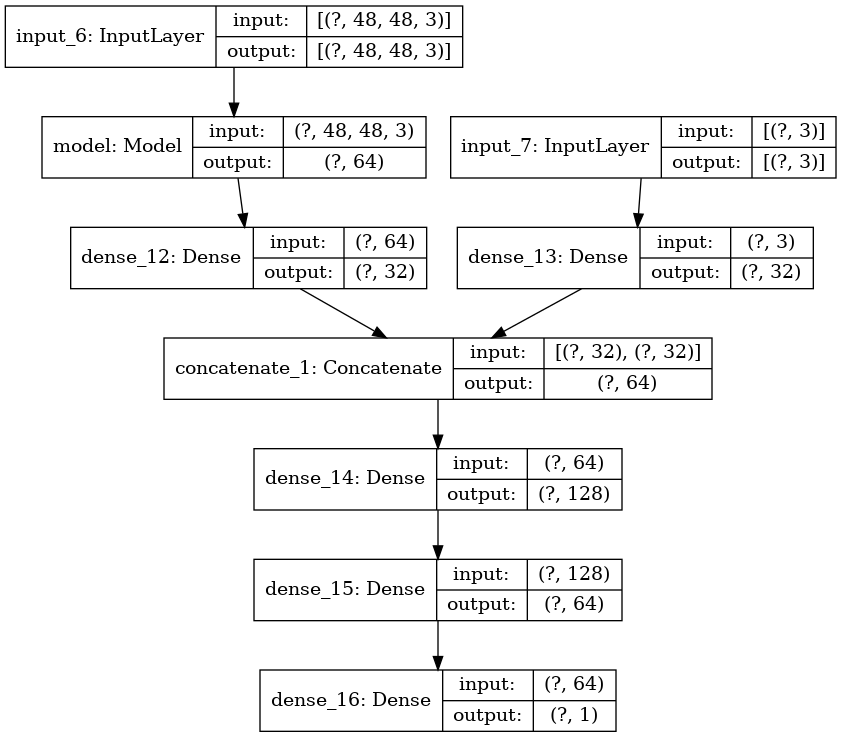 input_6: InputLayer input: [(?, 48, 48, 3)]
output: [(?, 48, 48, 3)]
model: Model input: (?, 48, 48, 3)
output: (?, 64)
input_7: InputLayer input: [(?, 3)]
output: [(?, 3)]
dense_12: Dense input: (?, 64)
output: (?, 32)
dense_13: Dense input: (?, 3)
output: (?, 32)
concatenate_1: Concatenate input: [(?, 32), (?, 32)]
output: (?, 64)
dense_14: Dense input: (?, 64)
output: (?, 128)
dense_15: Dense input: (?, 128)
output: (?, 64)
dense_16: Dense input: (?, 64)
output: (?, 1)